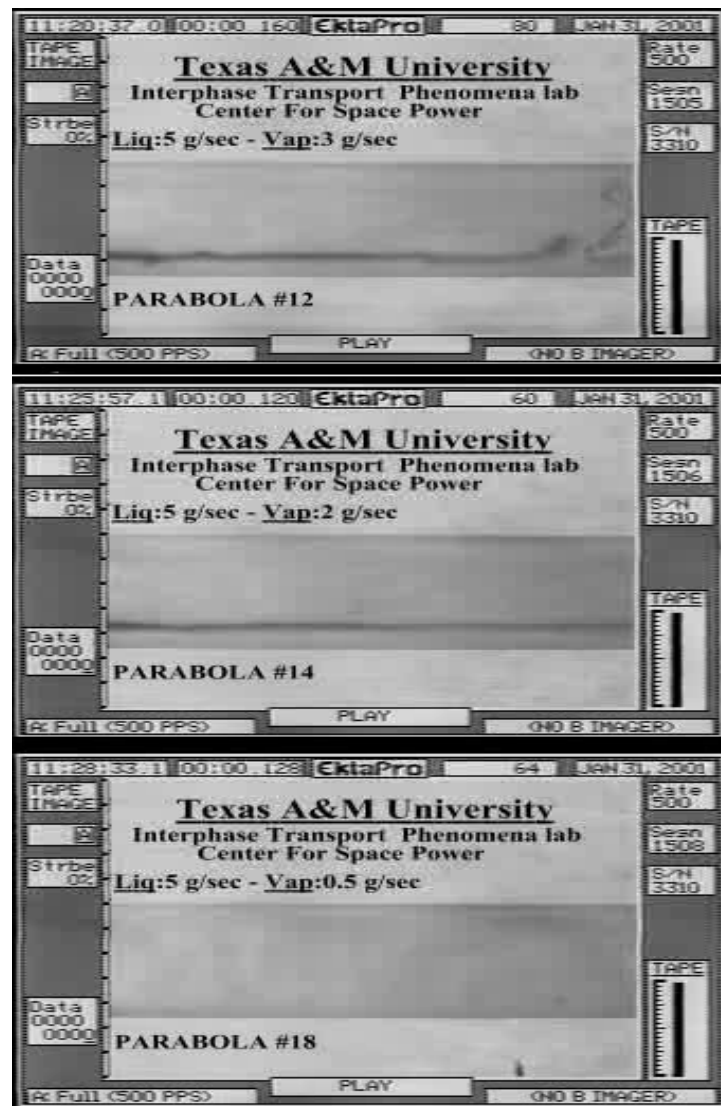 11:20:37.0 00:00.160 EktaPro 80 JAN 31, 2001
TAPE
IMAGE
A
Strbe
0%
Texas A&M University
Interphase Transport Phenomena lab
Center For Space Power
Liq:5 g/sec - Vap:3 g/sec
Rate
500
Sesn
1505
S/N
3310
TAPE
Data
0000
0000
PARABOLA #12
PLAY
A: Full (500 PPS)
(NO B IMAGER)
11:25:57.1 00:00.120 EktaPro 60 JAN 31, 2001
TAPE
IMAGE
A
Strbe
0%
Texas A&M University
Interphase Transport Phenomena lab
Center For Space Power
Liq:5 g/sec - Vap:2 g/sec
Rate
500
Sesn
1506
S/N
3310
TAPE
Data
0000
0000
PARABOLA #14
PLAY
A: Full (500 PPS)
(NO B IMAGER)
11:28:33.1 00:00.128 EktaPro 64 JAN 31, 2001
TAPE
IMAGE
A
Strbe
0%
Texas A&M University
Interphase Transport Phenomena lab
Center For Space Power
Liq:5 g/sec - Vap:0.5 g/sec
Rate
500
Sesn
1508
S/N
3310
TAPE
Data
0000
0000
PARABOLA #18
PLAY
A: Full (500 PPS)
(NO B IMAGER)